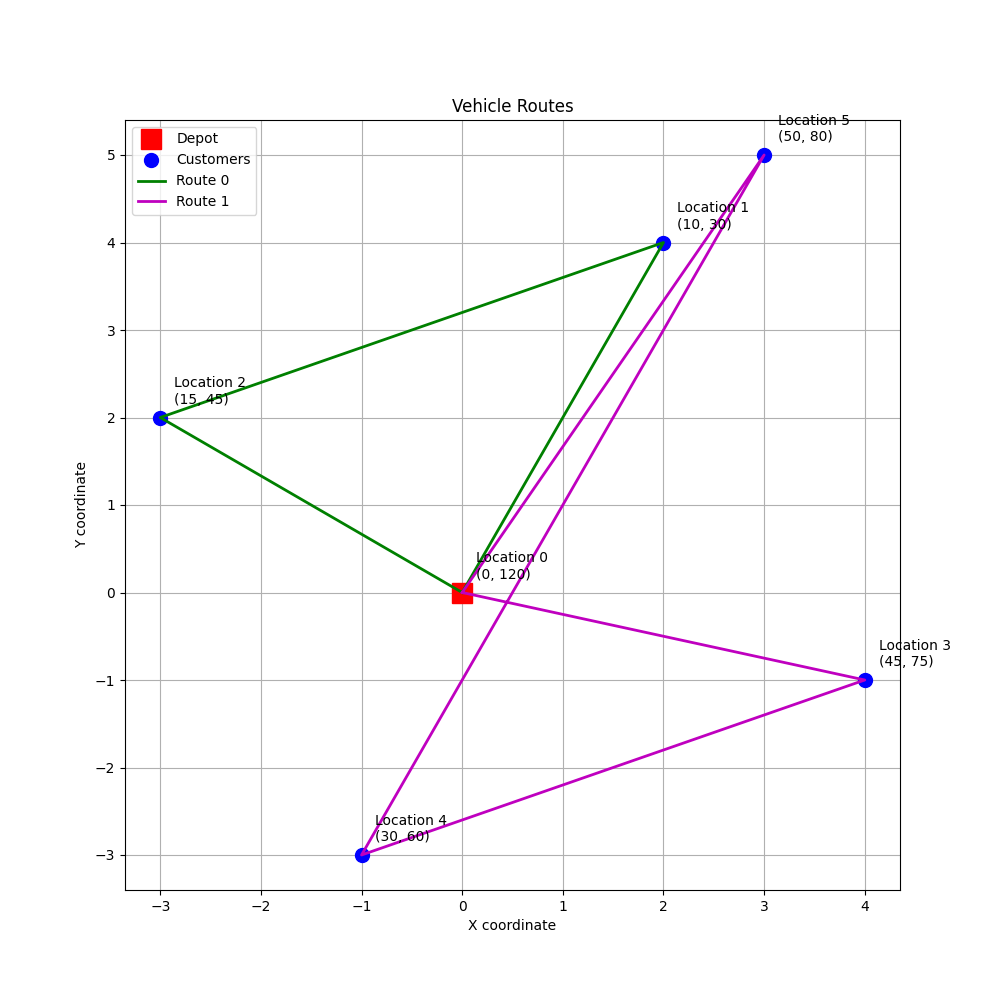 Vehicle Routes
Depot
Customers
Route 0
Route 1
Location 5
(50, 80)
Location 1
(10, 30)
Location 2
(15, 45)
Location 0
(0, 120)
Location 3
(45, 75)
Location 4
(30, 60)
5
4
3
2
1
0
−1
−2
−3
Y coordinate
−3
−2
−1
0
1
2
3
4
X coordinate